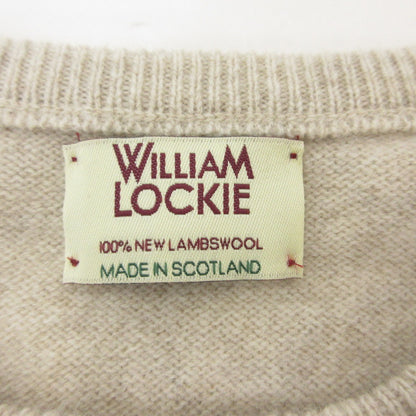 WILLIAM
LOCKIE
100% NEW LAMBSWOOL
MADE IN SCOTLAND